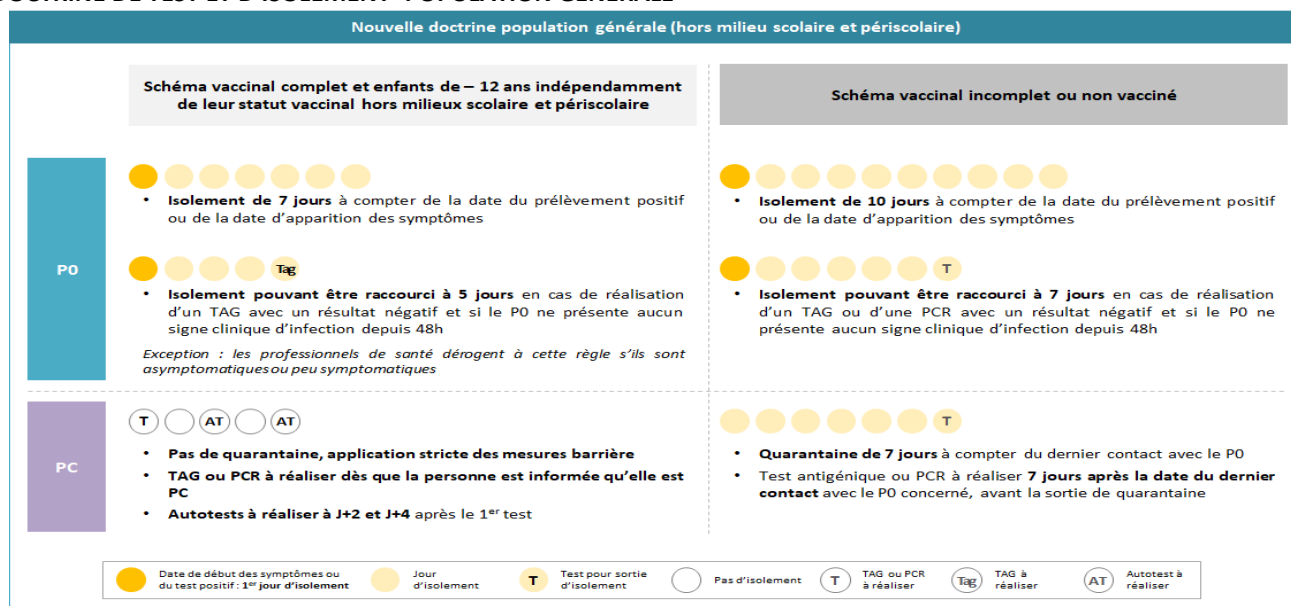 DOCTRINE DE TEST ET D'ISOLEMENT- POPULATION GENERALE
Nouvelle doctrine population générale (hors milieu scolaire et périscolaire)
Schéma vaccinal complet et enfants de – 12 ans indépendamment
de leur statut vaccinal hors milieux scolaire et périscolaire
Schéma vaccinal incomplet ou non vacciné
P0
• Isolement de 7 jours à compter de la date du prélèvement positif
ou de la date d'apparition des symptômes
Tag
• Isolement pouvant être raccourci à 5 jours en cas de réalisation
d'un TAG avec un résultat négatif et si le P0 ne présente aucun
signe clinique d'infection depuis 48h
Exception : les professionnels de santé dérogent à cette règle s'ils sont
asymptomatiques ou peu symptomatiques
• Isolement de 10 jours à compter de la date du prélèvement positif
ou de la date d'apparition des symptômes
T
• Isolement pouvant être raccourci à 7 jours en cas de réalisation
d'un TAG ou d'une PCR avec un résultat négatif et si le P0 ne
présente aucun signe clinique d'infection depuis 48h
PC
T AT AT
• Pas de quarantaine, application stricte des mesures barrière
• TAG ou PCR à réaliser dès que la personne est informée qu'elle est
PC
• Autotests à réaliser à J+2 et J+4 après le 1er test
T
• Quarantaine de 7 jours à compter du dernier contact avec le P0
• Test antigénique ou PCR à réaliser 7 jours après la date du dernier
contact avec le P0 concerné, avant la sortie de quarantaine
Date de début des symptômes ou
du test positif : 1er jour d'isolement
Jour
d'isolement
T
Test pour sortie
d'isolement
Pas d'isolement
T
TAG ou PCR
à réaliser
Tag
TAG à
réaliser
AT
Autotest à
réaliser